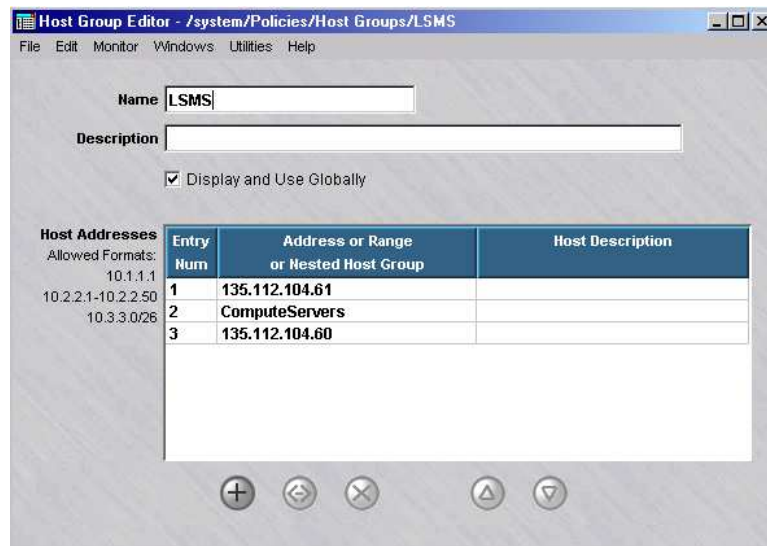 Host Group Editor - /system/Policies/Host Groups/LSMS
File Edit Monitor Windows Utilities Help
Name LSMS
Description
Display and Use Globally
Host Addresses
Allowed Formats:
10.1.1.1
10.2.2.1-10.2.2.50
10.3.3.0/26
Entry Num Address or Range or Nested Host Group Host Description
1 135.112.104.61
2 ComputeServers
3 135.112.104.60